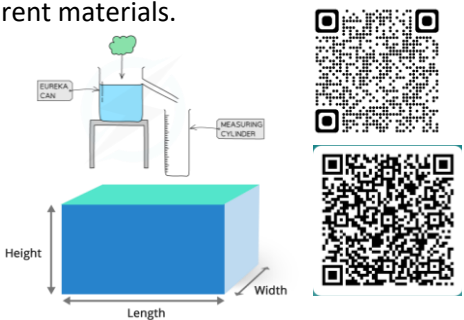 rent materials.
EUREKA
CAN
MEASURING
CYLINDER
Height
Width
Length